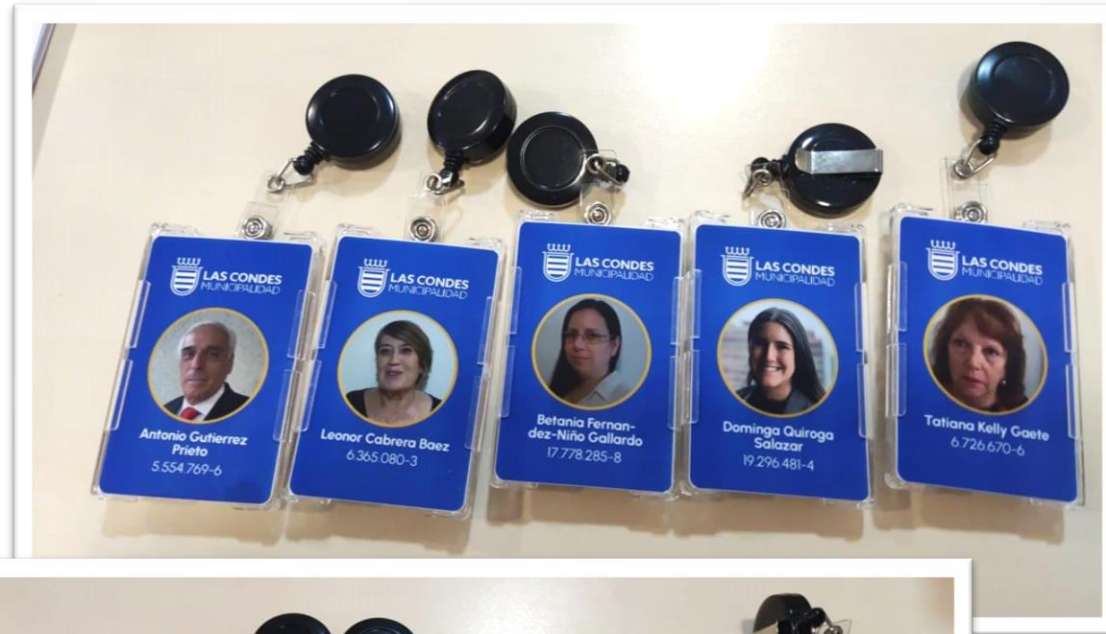 LAS CONDES
MUNICIPALIDAD
Antonio Gutierrez
Prieto
5.554.769-6
LAS CONDES
MUNICIPALIDAD
Leonor Cabrera Baez
6.365.080-3
LAS CONDES
MUNICIPALIDAD
Betania Fernan-
dez-Niño Gallardo
17.778.285-8
LAS CONDES
MUNICIPALIDAD
Dominga Quiroga
Salazar
19.296.481-4
LAS CONDES
MUNICIPALIDAD
Tatiana Kelly Gaete
6.726.670-6